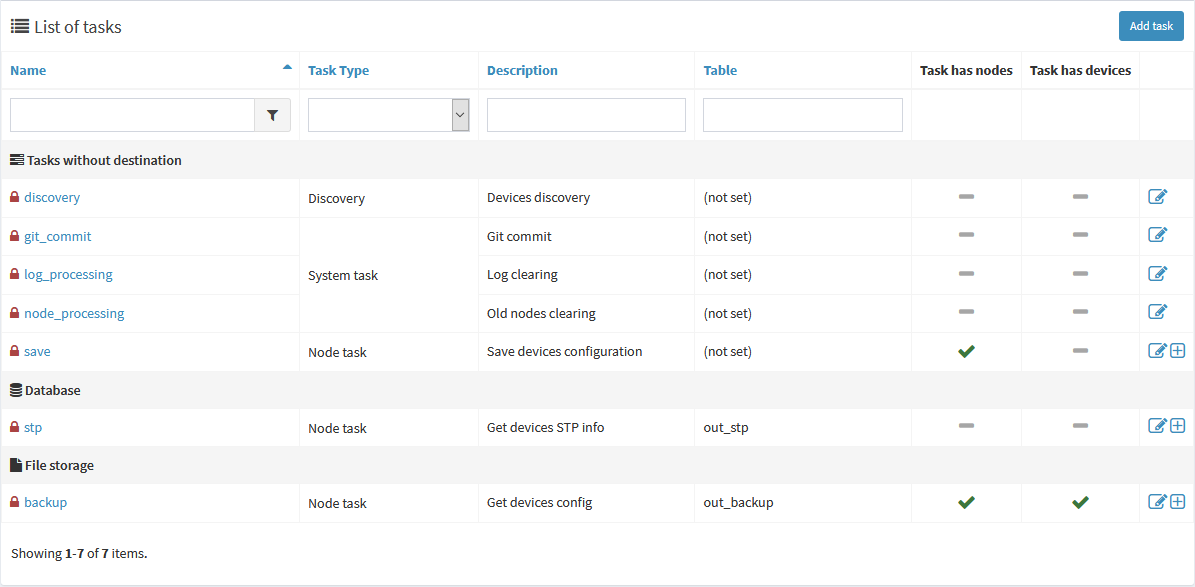 List of tasks
Add task
Name Task Type Description Table Task has nodes Task has devices
Tasks without destination
discovery Discovery Devices discovery (not set)
git_commit Git commit (not set)
log_processing System task Log clearing (not set)
node_processing Old nodes clearing (not set)
save Node task Save devices configuration (not set)
Database
stp Node task Get devices STP info out_stp
File storage
backup Node task Get devices config out_backup
Showing 1-7 of 7 items.